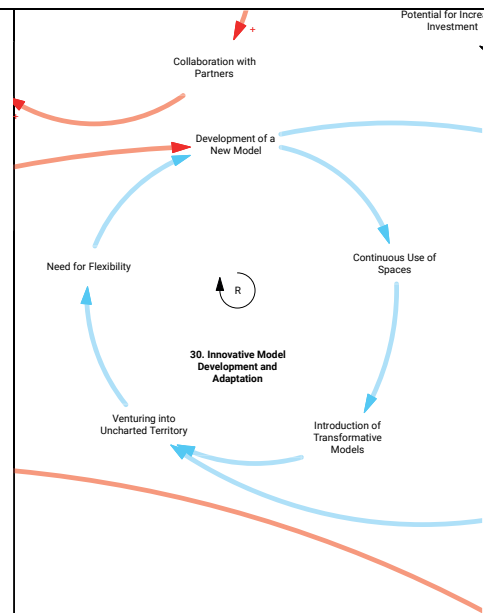 Potential for Increa
Investment
+
Collaboration with
Partners
+
Development of a
New Model
Continuous Use of
Spaces
Need for Flexibility
R
30. Innovative Model
Development and
Adaptation
Venturing into
Uncharted Territory
Introduction of
Transformative
Models